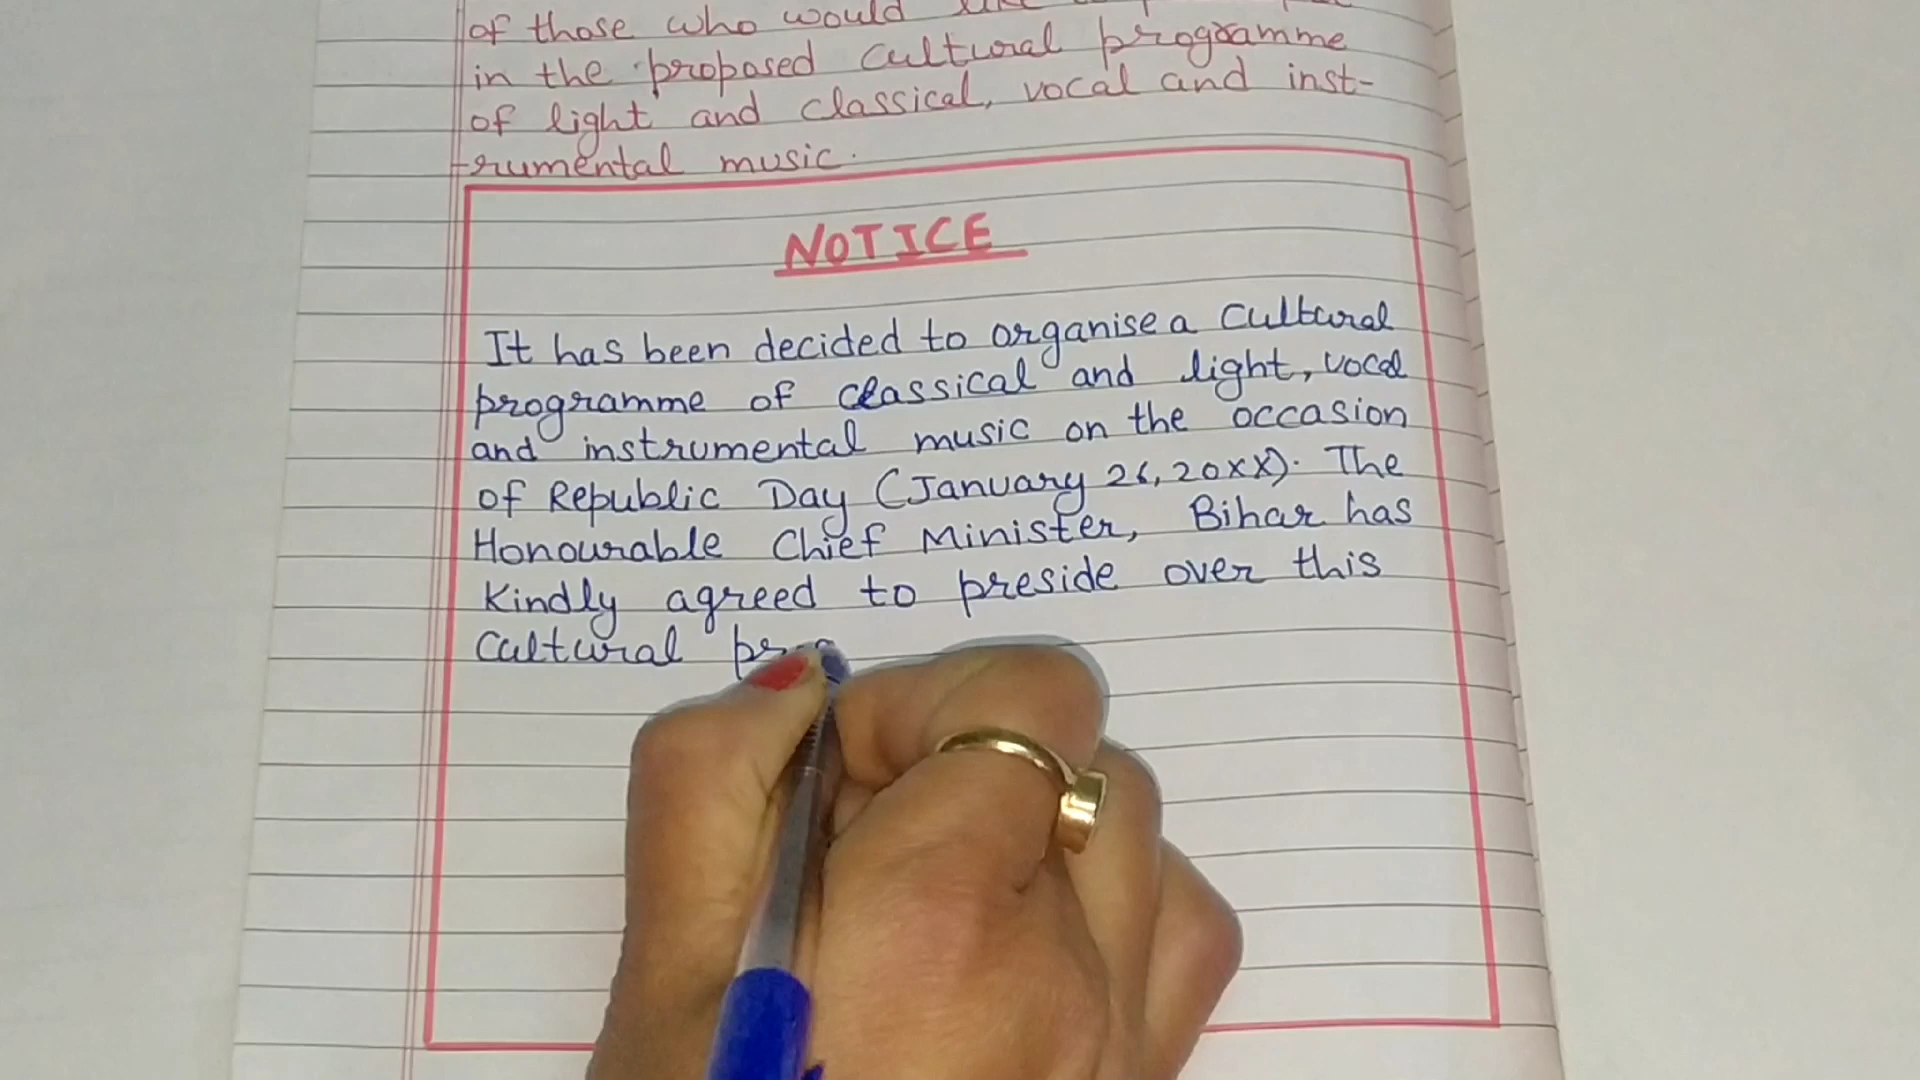 of those who would
in the proposed cultural programme
of light and classical, vocal and inst-
-rumental music.
NOTICE
It has been decided to organise a cultural
programme of classical and light, vocal
and instrumental music on the occasion
of Republic Day (January 26, 20XX). The
Honourable Chief Minister, Bihar has
kindly agreed to preside over this
cultural pro